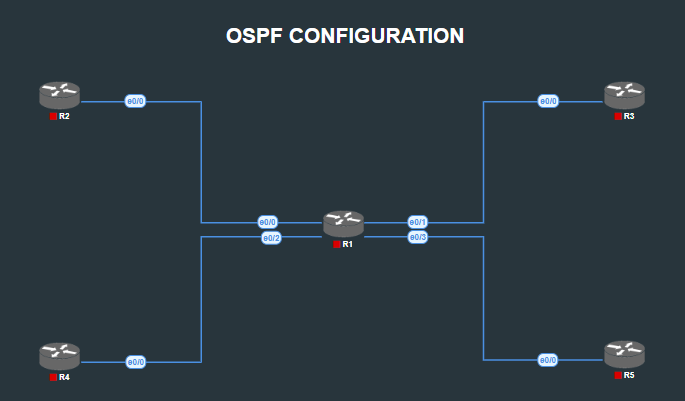 OSPF CONFIGURATION
e0/0
e0/0
R2
R3
e0/0
e0/1
e0/2
e0/3
R1
e0/0
e0/0
R4
R5